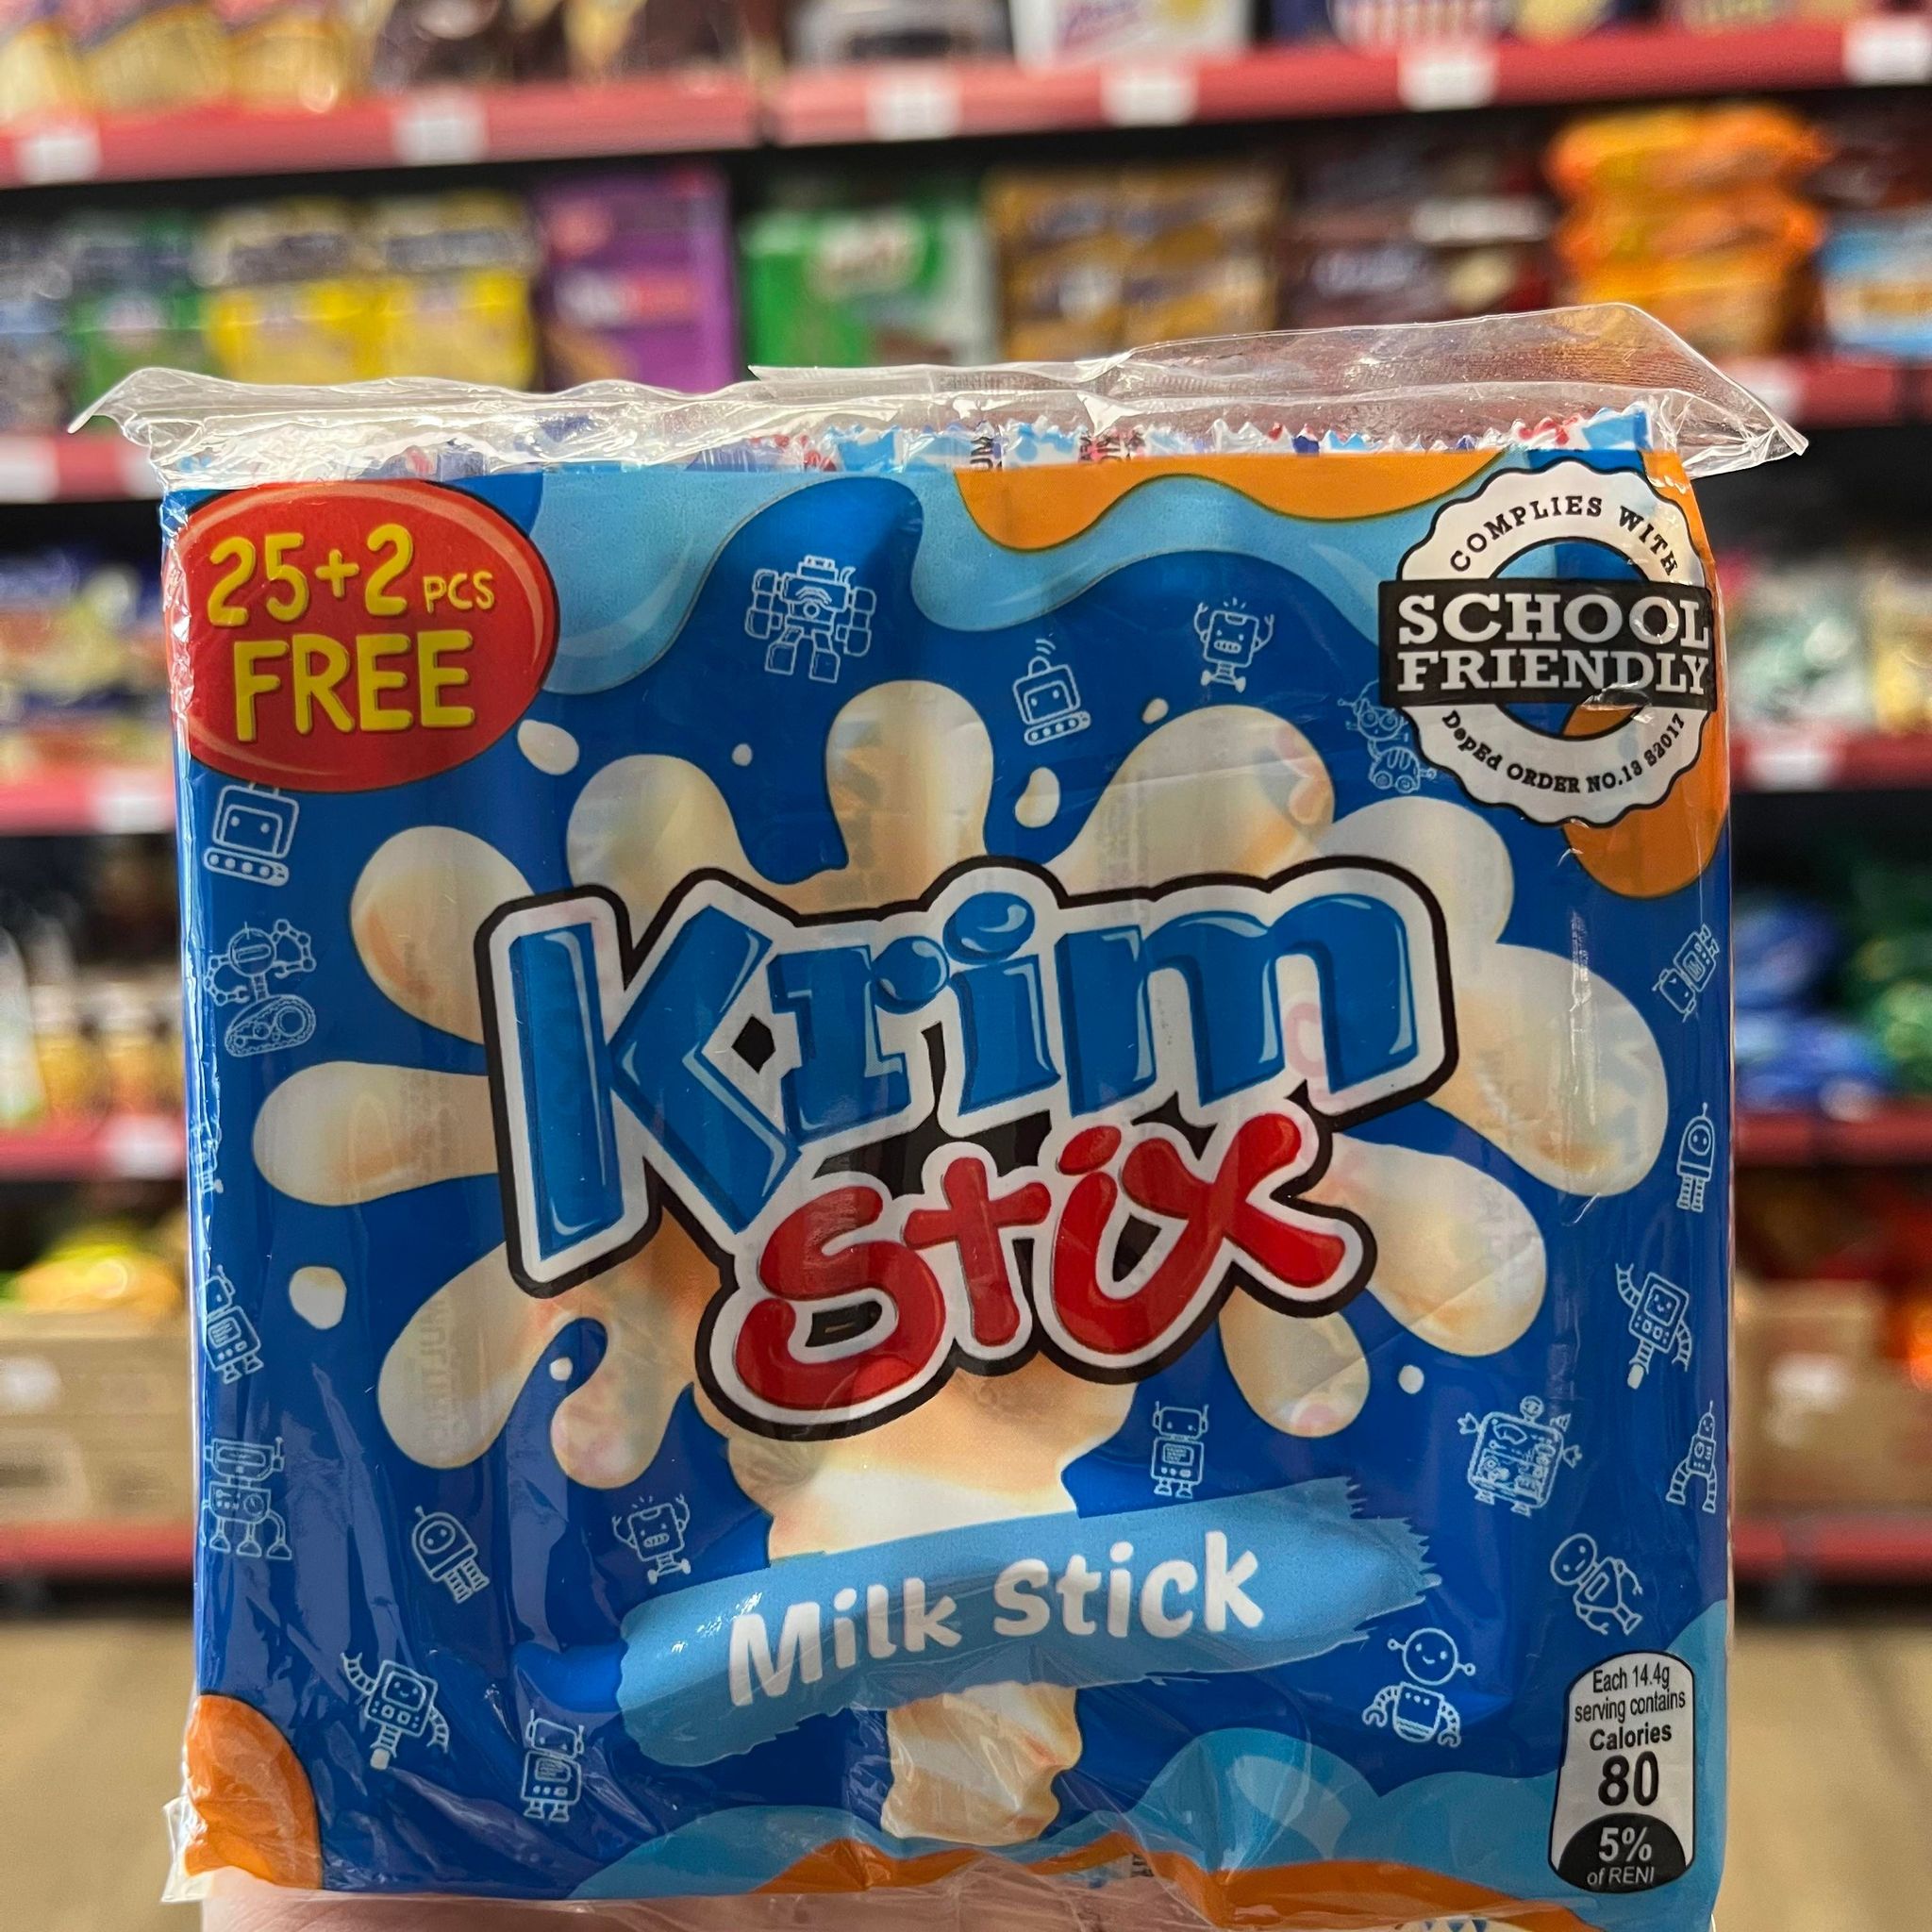 25+2 PCS
FREE
COMPLIES WITH
SCHOOL
FRIENDLY
DepEd ORDER NO.13 S2017
Krim
Stix
Milk Stick
Each 14.4g
serving contains
Calories
80
5%
of RENI